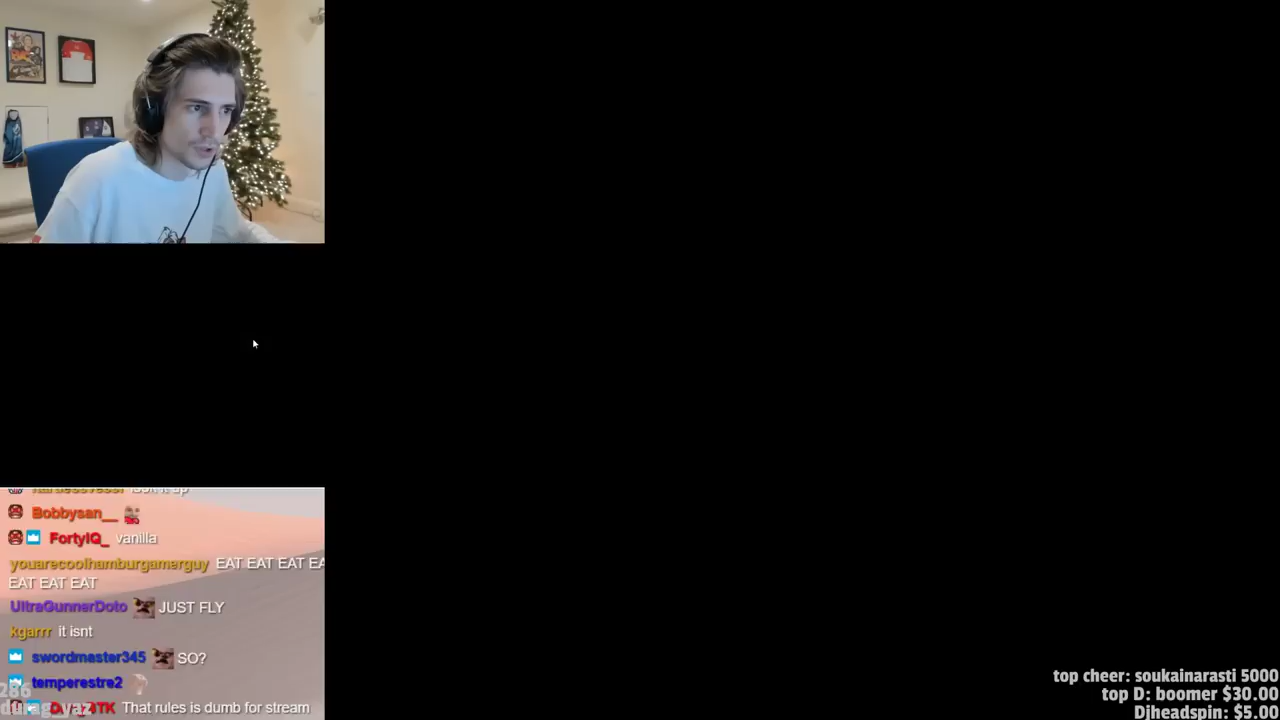 Bobbysan__
FortyIQ_ vanilla
youarecoolhamburgamerguy EAT EAT EAT EA
EAT EAT EAT
UltraGunnerDoto JUST FLY
kgarrr it isnt
swordmaster345 SO?
temperestre2
That rules is dumb for stream
286
top cheer: soukainarasti 5000
top D: boomer $30.00
Djheadspin: $5.00